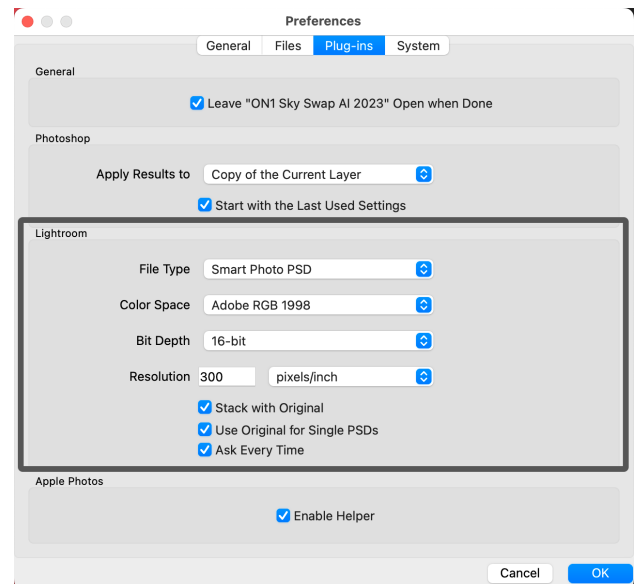 Preferences
General Files Plug-ins System
General
Leave "ON1 Sky Swap AI 2023" Open when Done
Photoshop
Apply Results to Copy of the Current Layer
Start with the Last Used Settings
Lightroom
File Type Smart Photo PSD
Color Space Adobe RGB 1998
Bit Depth 16-bit
Resolution 300 pixels/inch
Stack with Original
Use Original for Single PSDs
Ask Every Time
Apple Photos
Enable Helper
Cancel OK